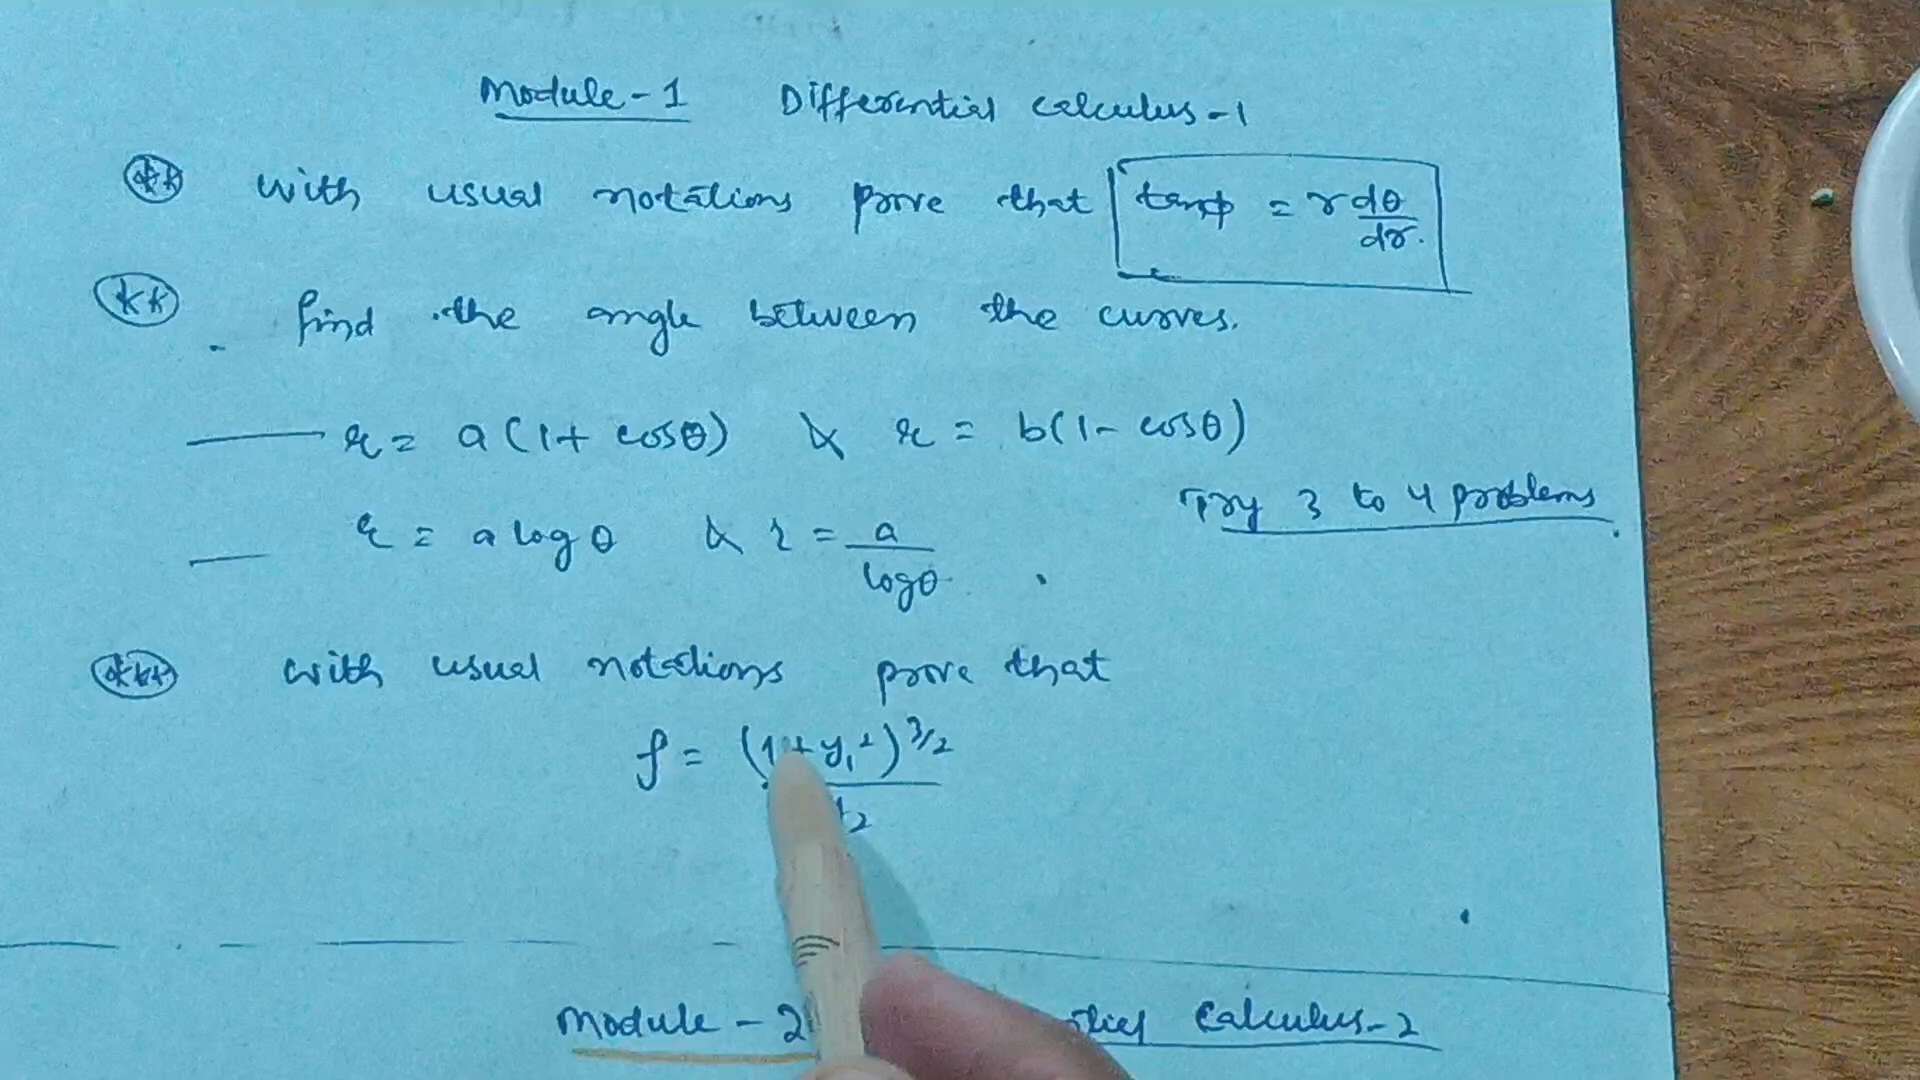 Module-1 Differential Calculus-1
** with usual notations prove that tanφ = r dθ/dr.
** find the angle between the curves.
r = a(1+ cosθ) & r = b(1- cosθ)
Try 3 to 4 problems
r = a log θ & r = a/logθ
*** with usual notations prove that
ρ = (1+y₁²)^3/2
2
Module-2 Calculus-2